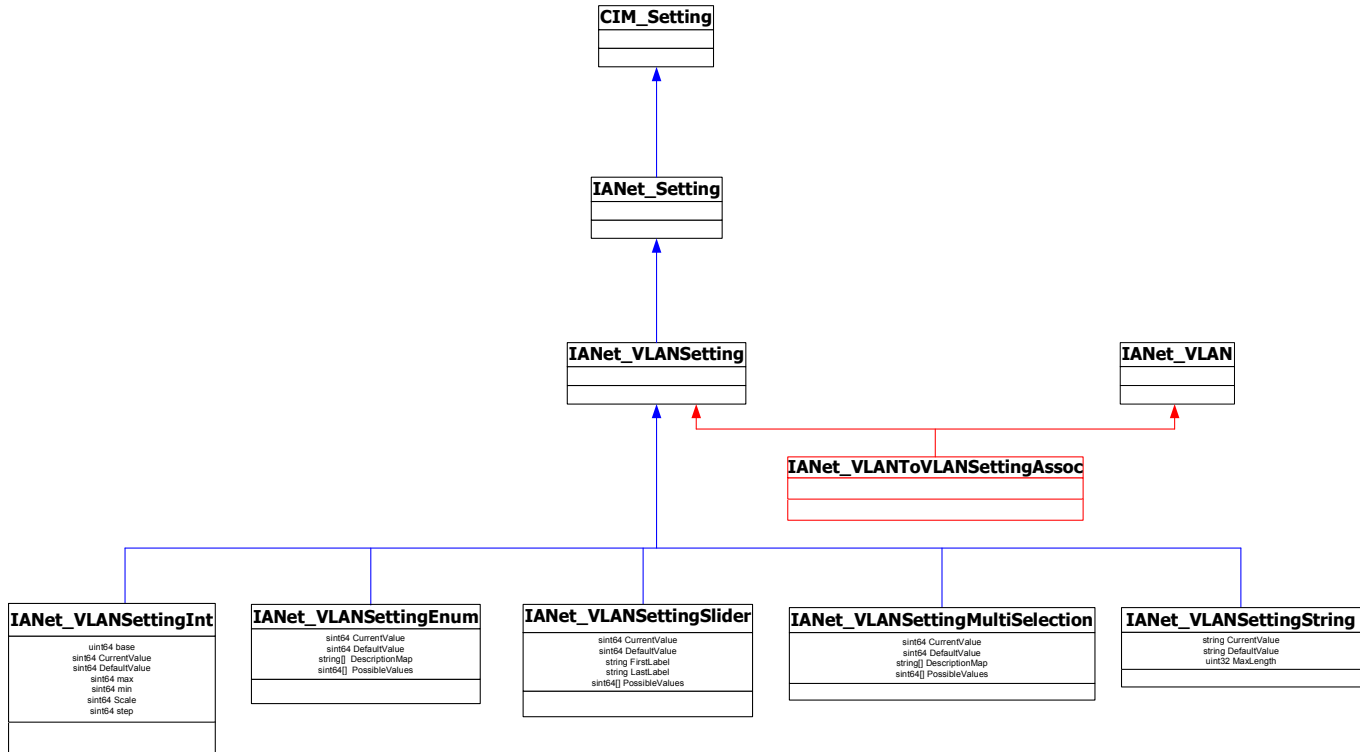 CIM_Setting
IANet_Setting
IANet_VLANSetting
IANet_VLAN
IANet_VLANToVLANSettingAssoc
IANet_VLANSettingInt
uint64 base
sint64 CurrentValue
sint64 DefaultValue
sint64 max
sint64 min
sint64 Scale
sint64 step
IANet_VLANSettingEnum
sint64 CurrentValue
sint64 DefaultValue
string[] DescriptionMap
sint64[] PossibleValues
IANet_VLANSettingSlider
sint64 CurrentValue
sint64 DefaultValue
string FirstLabel
string LastLabel
sint64[] PossibleValues
IANet_VLANSettingMultiSelection
sint64 CurrentValue
sint64 DefaultValue
string[] DescriptionMap
sint64[] PossibleValues
IANet_VLANSettingString
string CurrentValue
string DefaultValue
uint32 MaxLength